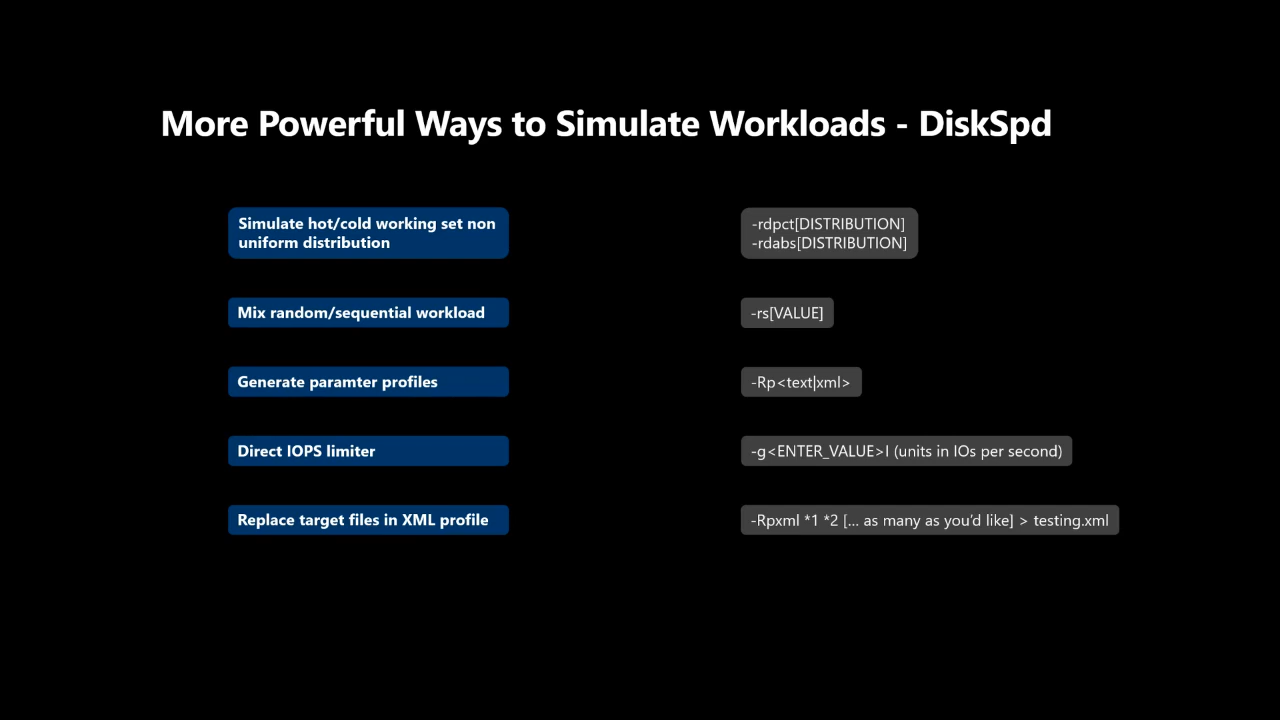 More Powerful Ways to Simulate Workloads - DiskSpd
Simulate hot/cold working set non
uniform distribution
-rdpct[DISTRIBUTION]
-rdabs[DISTRIBUTION]
Mix random/sequential workload
-rs[VALUE]
Generate paramter profiles
-Rp<text|xml>
Direct IOPS limiter
-g<ENTER_VALUE>I (units in IOs per second)
Replace target files in XML profile
-Rpxml *1 *2 [... as many as you'd like] > testing.xml